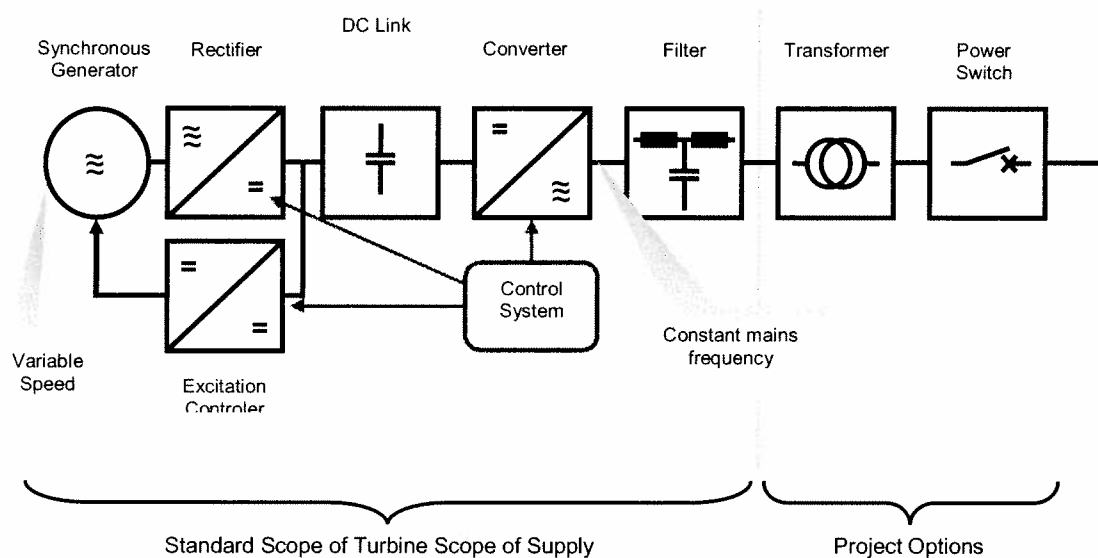 DC Link
Synchronous
Generator
Rectifier
Converter
Filter
Transformer
Power
Switch
Control
System
Constant mains
frequency
Variable
Speed
Excitation
Controler
Standard Scope of Turbine Scope of Supply
Project Options